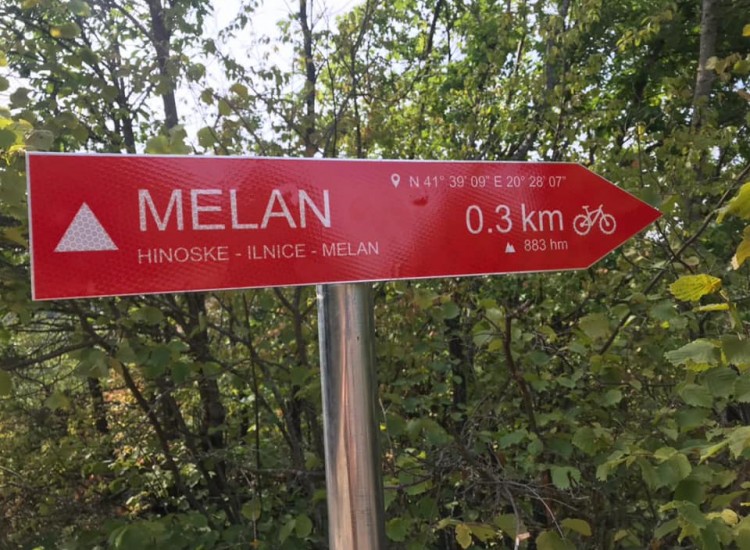 N 41° 39' 09" E 20° 28' 07"
MELAN
0.3 km
HINOSKE - ILNICE - MELAN
883 hm